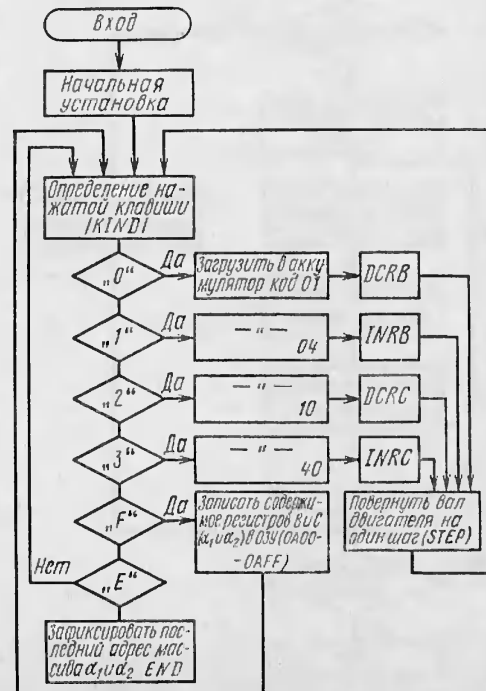 Вход
Начальная
установка
Определение на-
жатой клавиши
/KIND/
„0“
Да
Загрузить в акку-
мулятор код 01
DCRB
„1“
Да
— “ —
04
INRB
„2“
Да
— “ —
10
DCRC
„3“
Да
— “ —
40
INRC
„F“
Да
Записать содержи-
мое регистров B и C
(α1 и α2) в ОЗУ (0A00-
-0AFF)
Повернуть вал
двигателя на
один шаг (STEP)
Нет
„E“
Зафиксировать пос-
ледний адрес мас-
сива α1 и α2 END